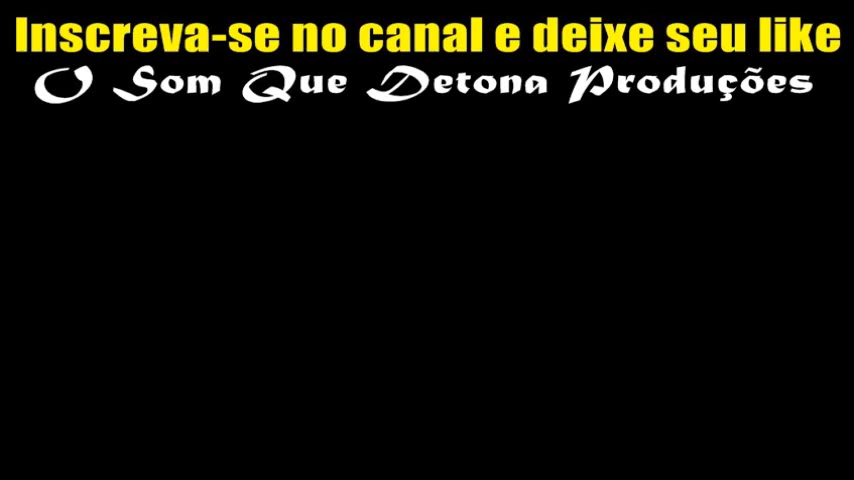 Inscreva-se no canal e deixe seu like
O Som Que Detona Produções